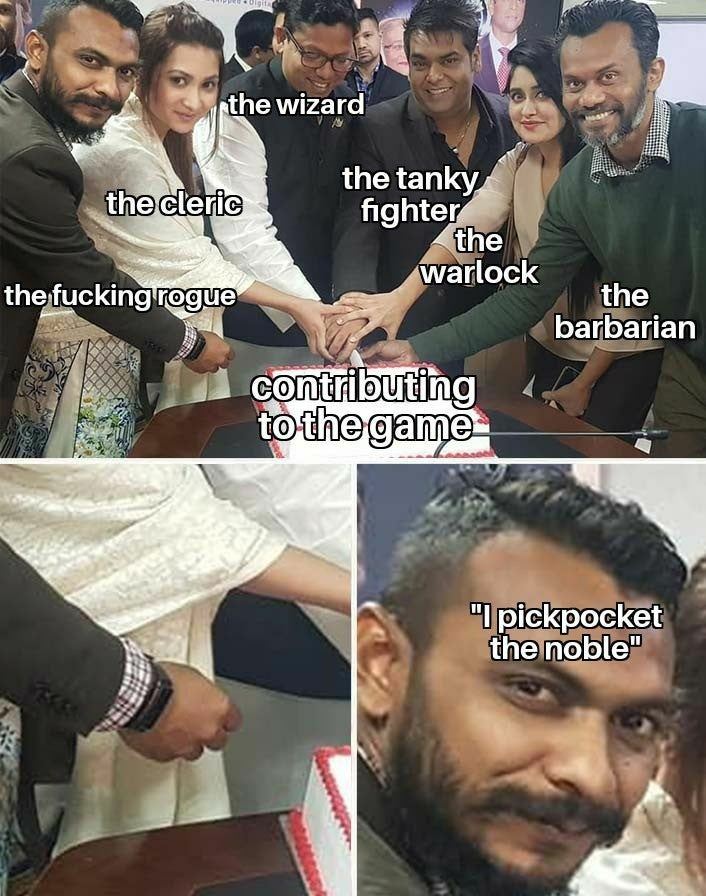 the wizard
the tanky
fighter
the cleric
the
warlock
the fucking rogue
the
barbarian
contributing
to the game
"I pickpocket
the noble"